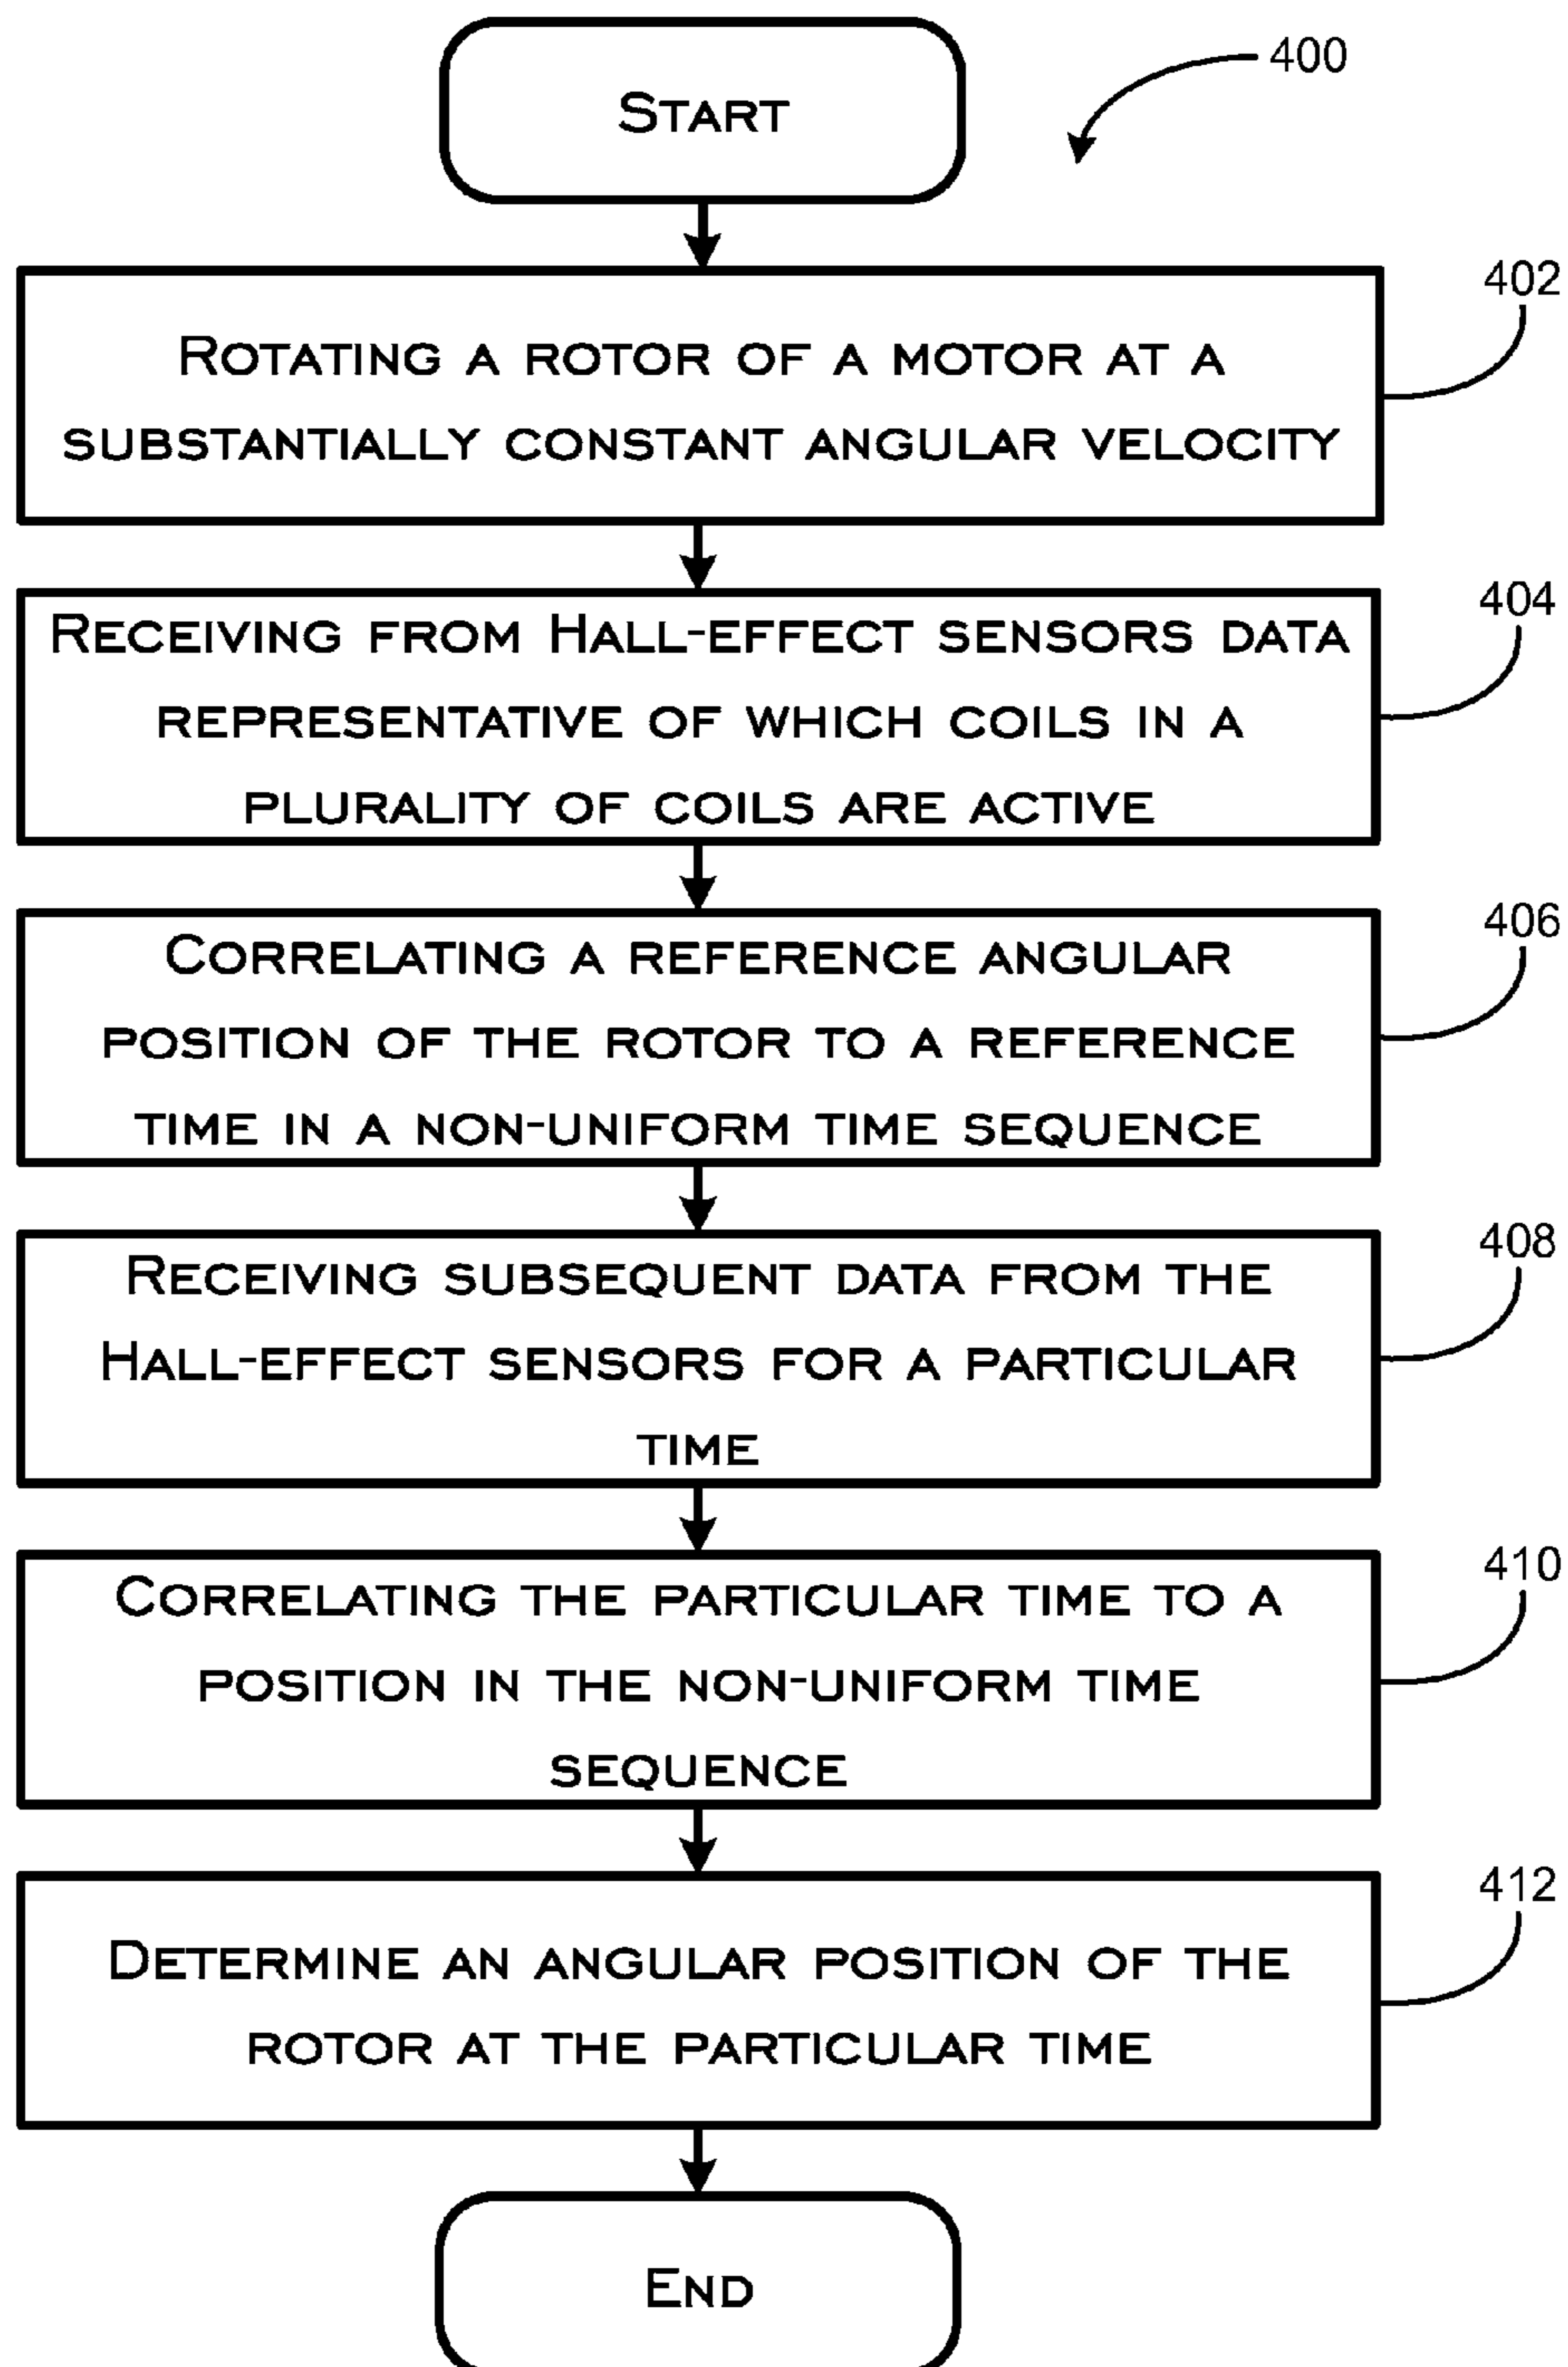 START
400
402
ROTATING A ROTOR OF A MOTOR AT A
SUBSTANTIALLY CONSTANT ANGULAR VELOCITY
404
RECEIVING FROM HALL-EFFECT SENSORS DATA
REPRESENTATIVE OF WHICH COILS IN A
PLURALITY OF COILS ARE ACTIVE
406
CORRELATING A REFERENCE ANGULAR
POSITION OF THE ROTOR TO A REFERENCE
TIME IN A NON-UNIFORM TIME SEQUENCE
408
RECEIVING SUBSEQUENT DATA FROM THE
HALL-EFFECT SENSORS FOR A PARTICULAR
TIME
410
CORRELATING THE PARTICULAR TIME TO A
POSITION IN THE NON-UNIFORM TIME
SEQUENCE
412
DETERMINE AN ANGULAR POSITION OF THE
ROTOR AT THE PARTICULAR TIME
END